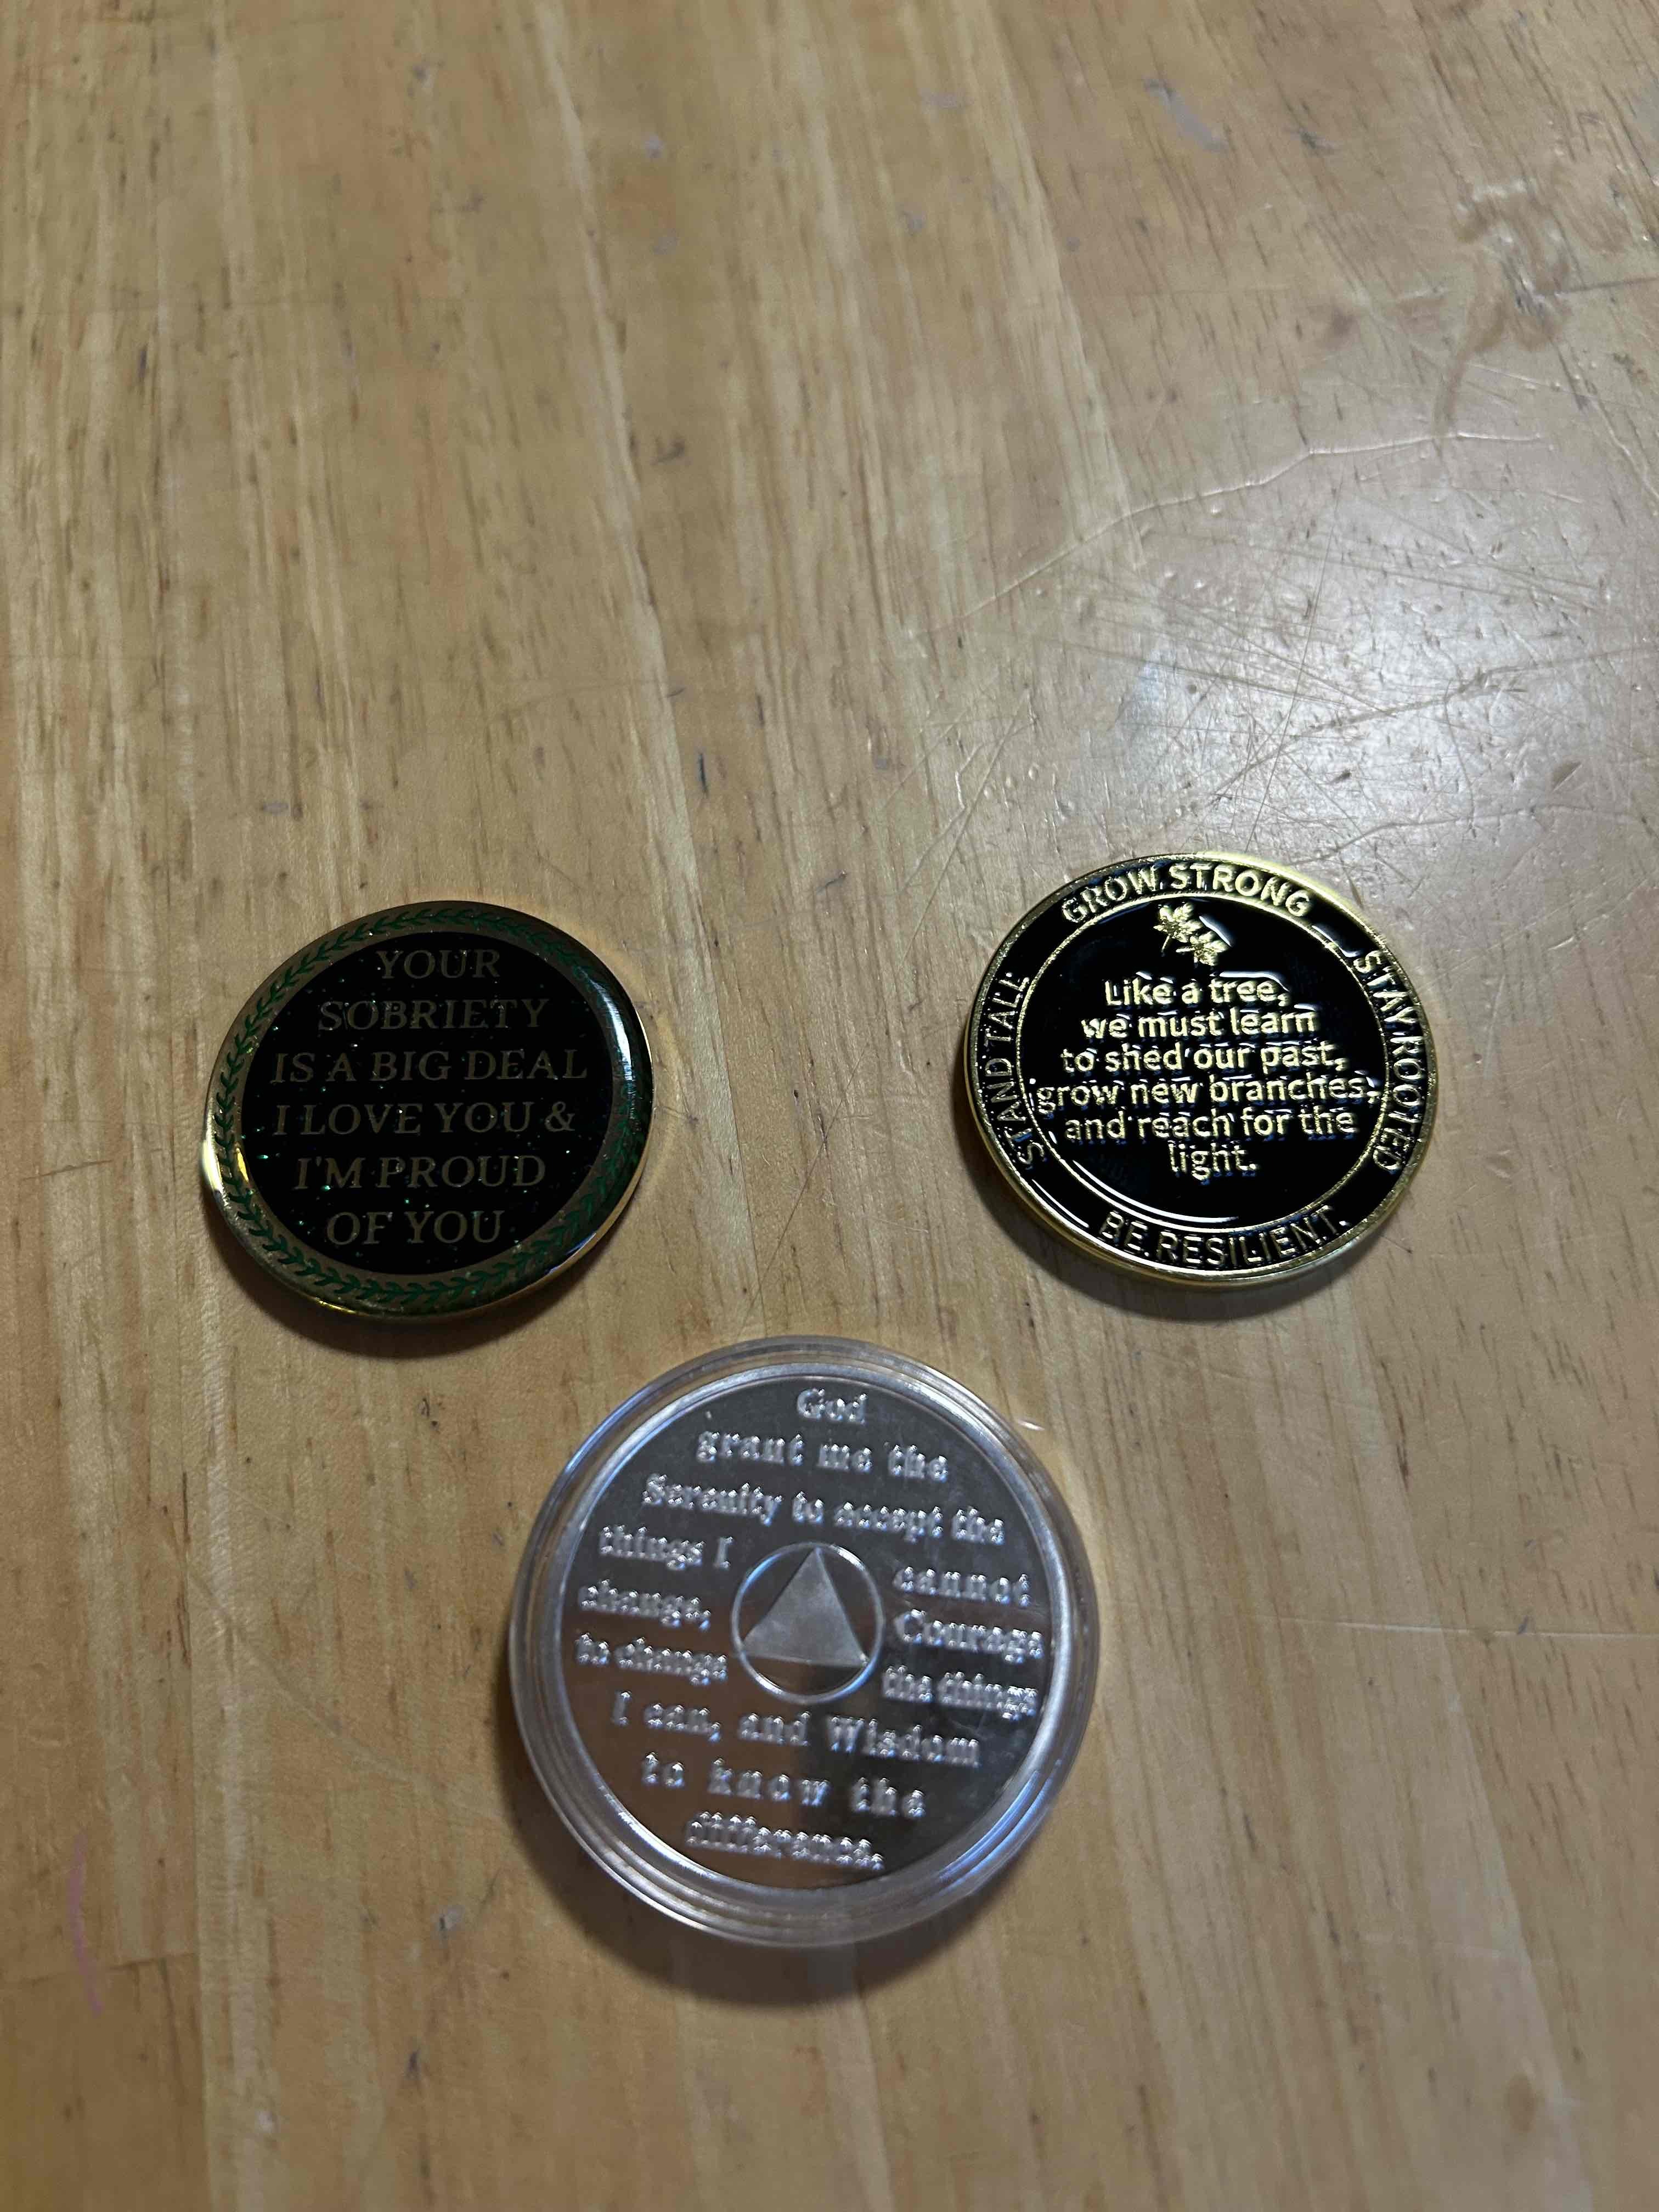 YOUR
SOBRIETY
IS A BIG DEAL
I LOVE YOU &
I'M PROUD
OF YOU
GROW STRONG
STAY ROOTED
BE RESILIENT.
STAND TALL
Like a tree,
we must learn
to shed our past,
grow new branches,
and reach for the
light.
God
grant me the
Serenity to accept the
things I cannot
change, Courage
to change the things
I can, and Wisdom
to know the
difference.